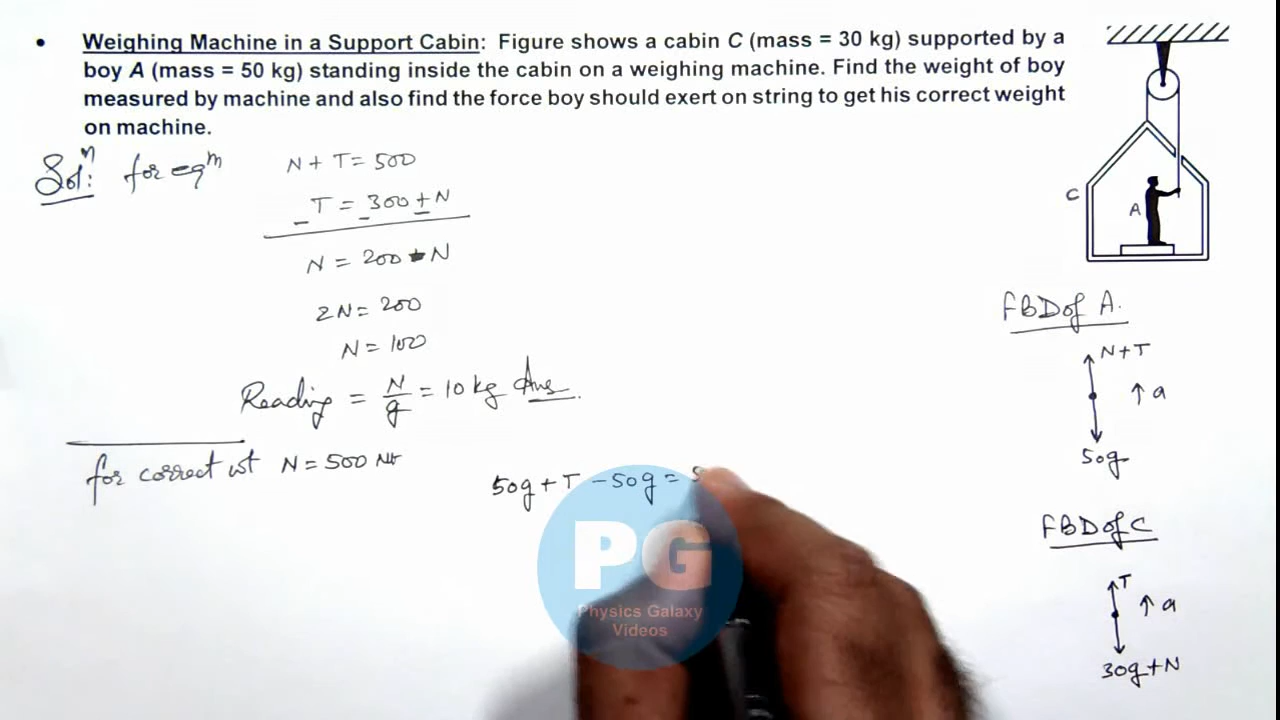 • Weighing Machine in a Support Cabin: Figure shows a cabin C (mass = 30 kg) supported by a
boy A (mass = 50 kg) standing inside the cabin on a weighing machine. Find the weight of boy
measured by machine and also find the force boy should exert on string to get his correct weight
on machine.
Solⁿ: for eqᵐ
N + T = 500
T = 300 + N
N = 200 - N
2N = 200
N = 100
Reading = N/g = 10 kg Ans.
for correct wt N = 500 Nt
50g + T - 50g = 5
C
A
FBD of A.
N+T
↑ a
50g
FBD of C
T
↑ a
30g+N
PG
Physics Galaxy
Videos